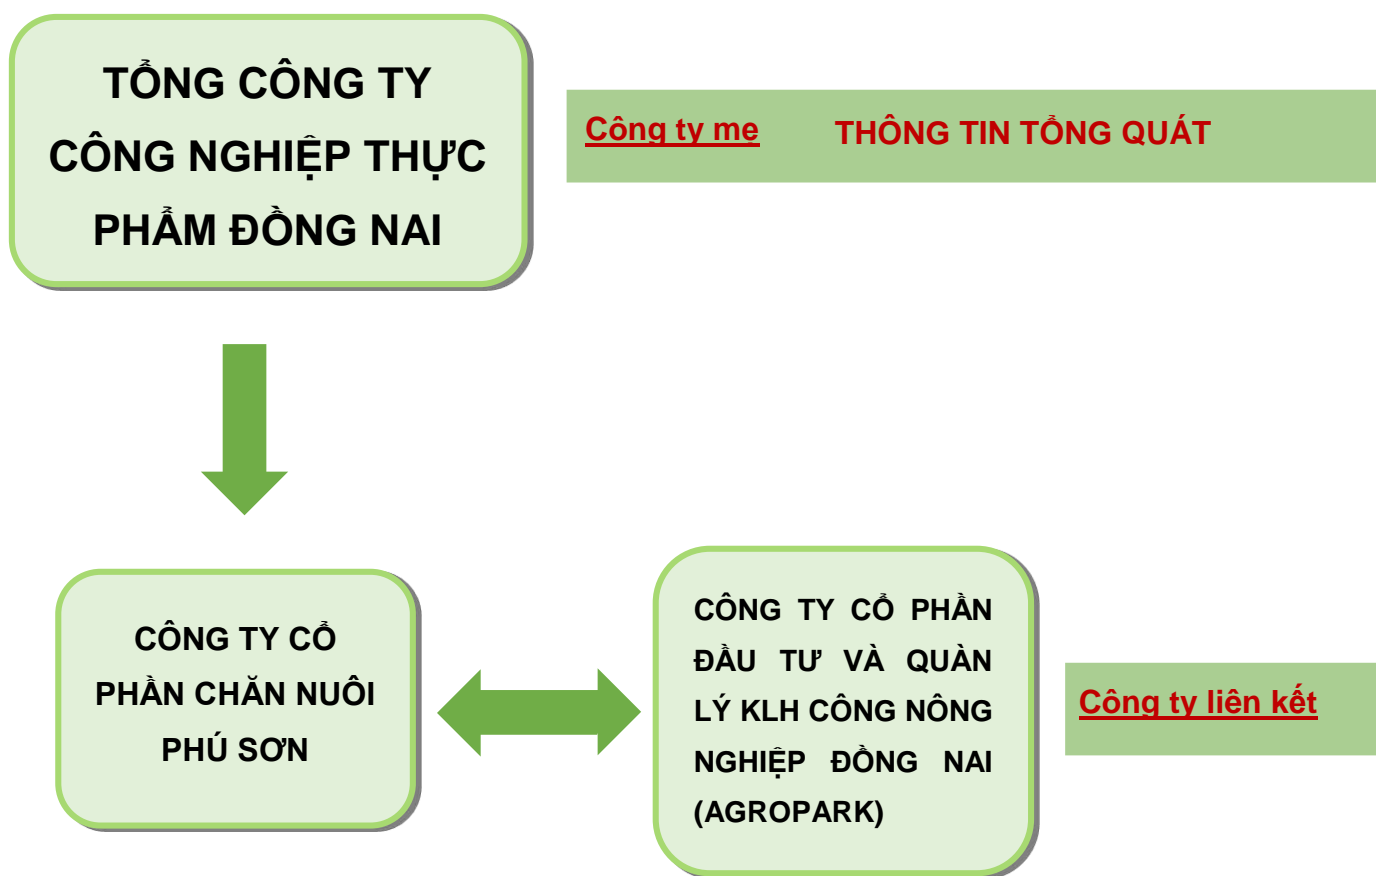 TỔNG CÔNG TY
CÔNG NGHIỆP THỰC
PHẨM ĐỒNG NAI
Công ty mẹ THÔNG TIN TỔNG QUÁT
CÔNG TY CỔ
PHẦN CHĂN NUÔI
PHÚ SƠN
CÔNG TY CỔ PHẦN
ĐẦU TƯ VÀ QUÀN
LÝ KLH CÔNG NÔNG
NGHIỆP ĐỒNG NAI
(AGROPARK)
Công ty liên kết